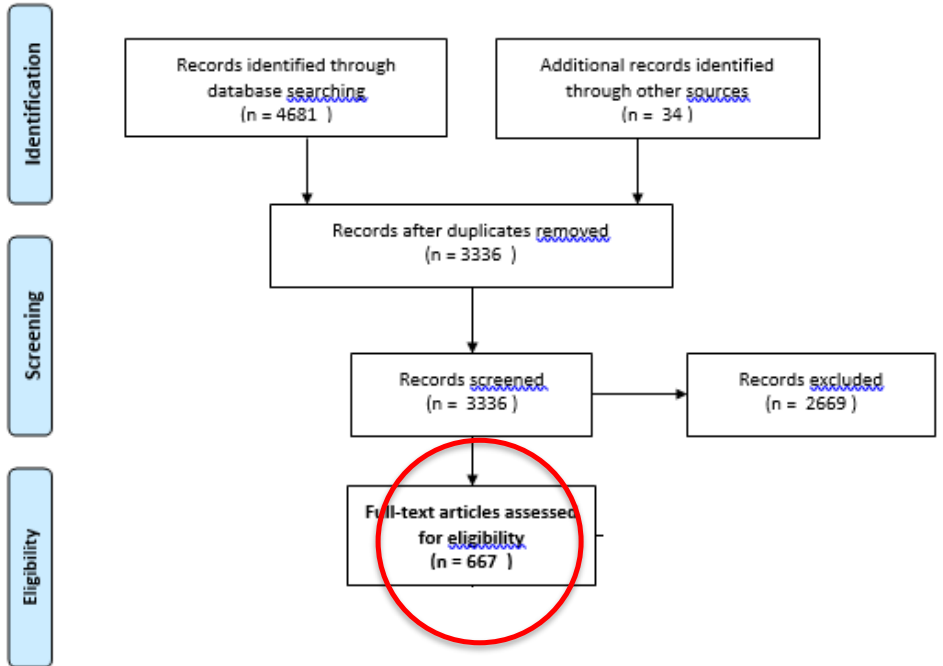 Identification
Records identified through
database searching
(n = 4681  )
Additional records identified
through other sources
(n =  34 )
Records after duplicates removed
(n = 3336  )
Screening
Records screened
(n =  3336 )
Records excluded
(n =  2669 )
Eligibility
Full-text articles assessed
for eligibility
(n = 667  )